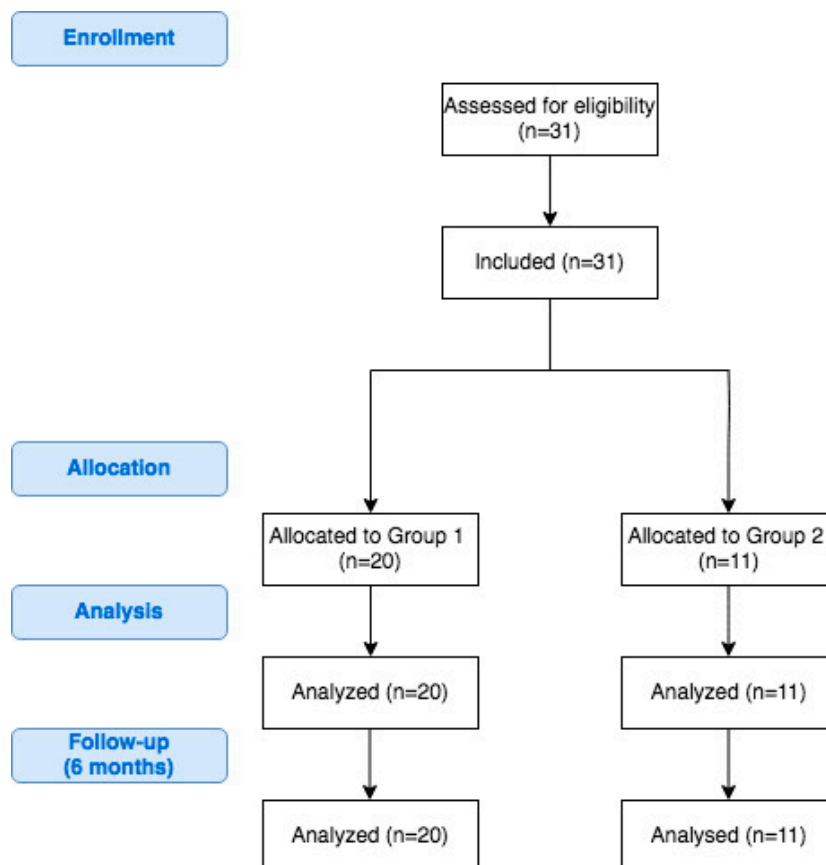 Enrollment
Assessed for eligibility
(n=31)
Included (n=31)
Allocation
Allocated to Group 1
(n=20)
Allocated to Group 2
(n=11)
Analysis
Analyzed (n=20)
Analyzed (n=11)
Follow-up
(6 months)
Analyzed (n=20)
Analysed (n=11)